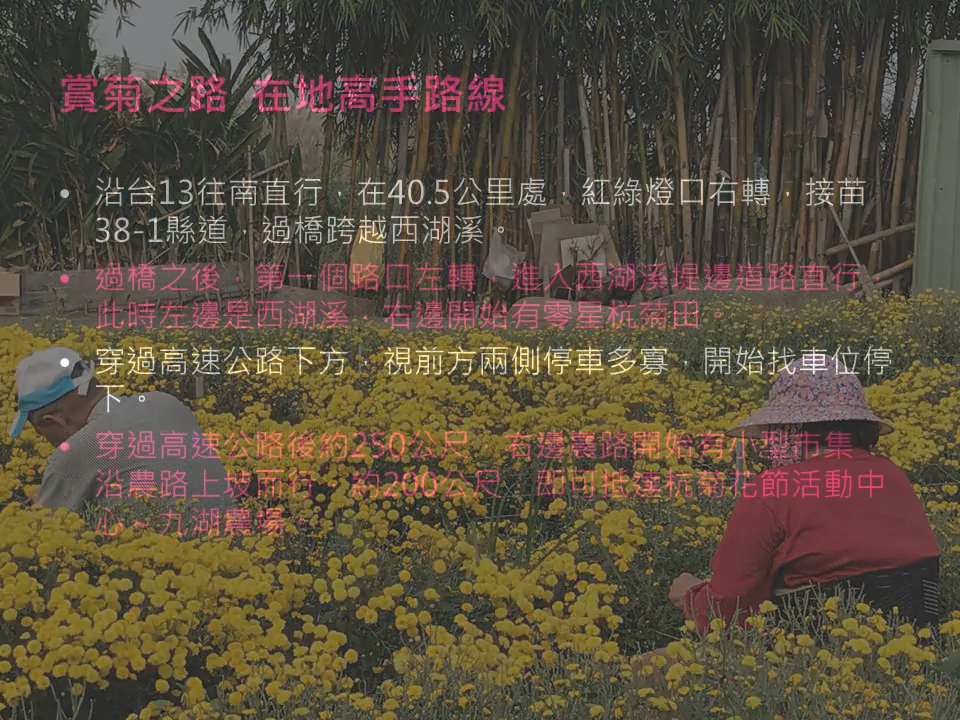 賞菊之路 在地高手路線
• 沿台13往南直行，在40.5公里處，紅綠燈口右轉，接苗
38-1縣道，過橋跨越西湖溪。
• 過橋之後，第一個路口左轉，進入西湖溪堤邊道路直行，
此時左邊是西湖溪，右邊開始有零星杭菊田。
• 穿過高速公路下方，視前方兩側停車多寡，開始找車位停
下。
• 穿過高速公路後約250公尺，右邊農路開始有小型市集，
沿農路上坡而行，約200公尺，即可抵達杭菊花節活動中
心～九湖農場。